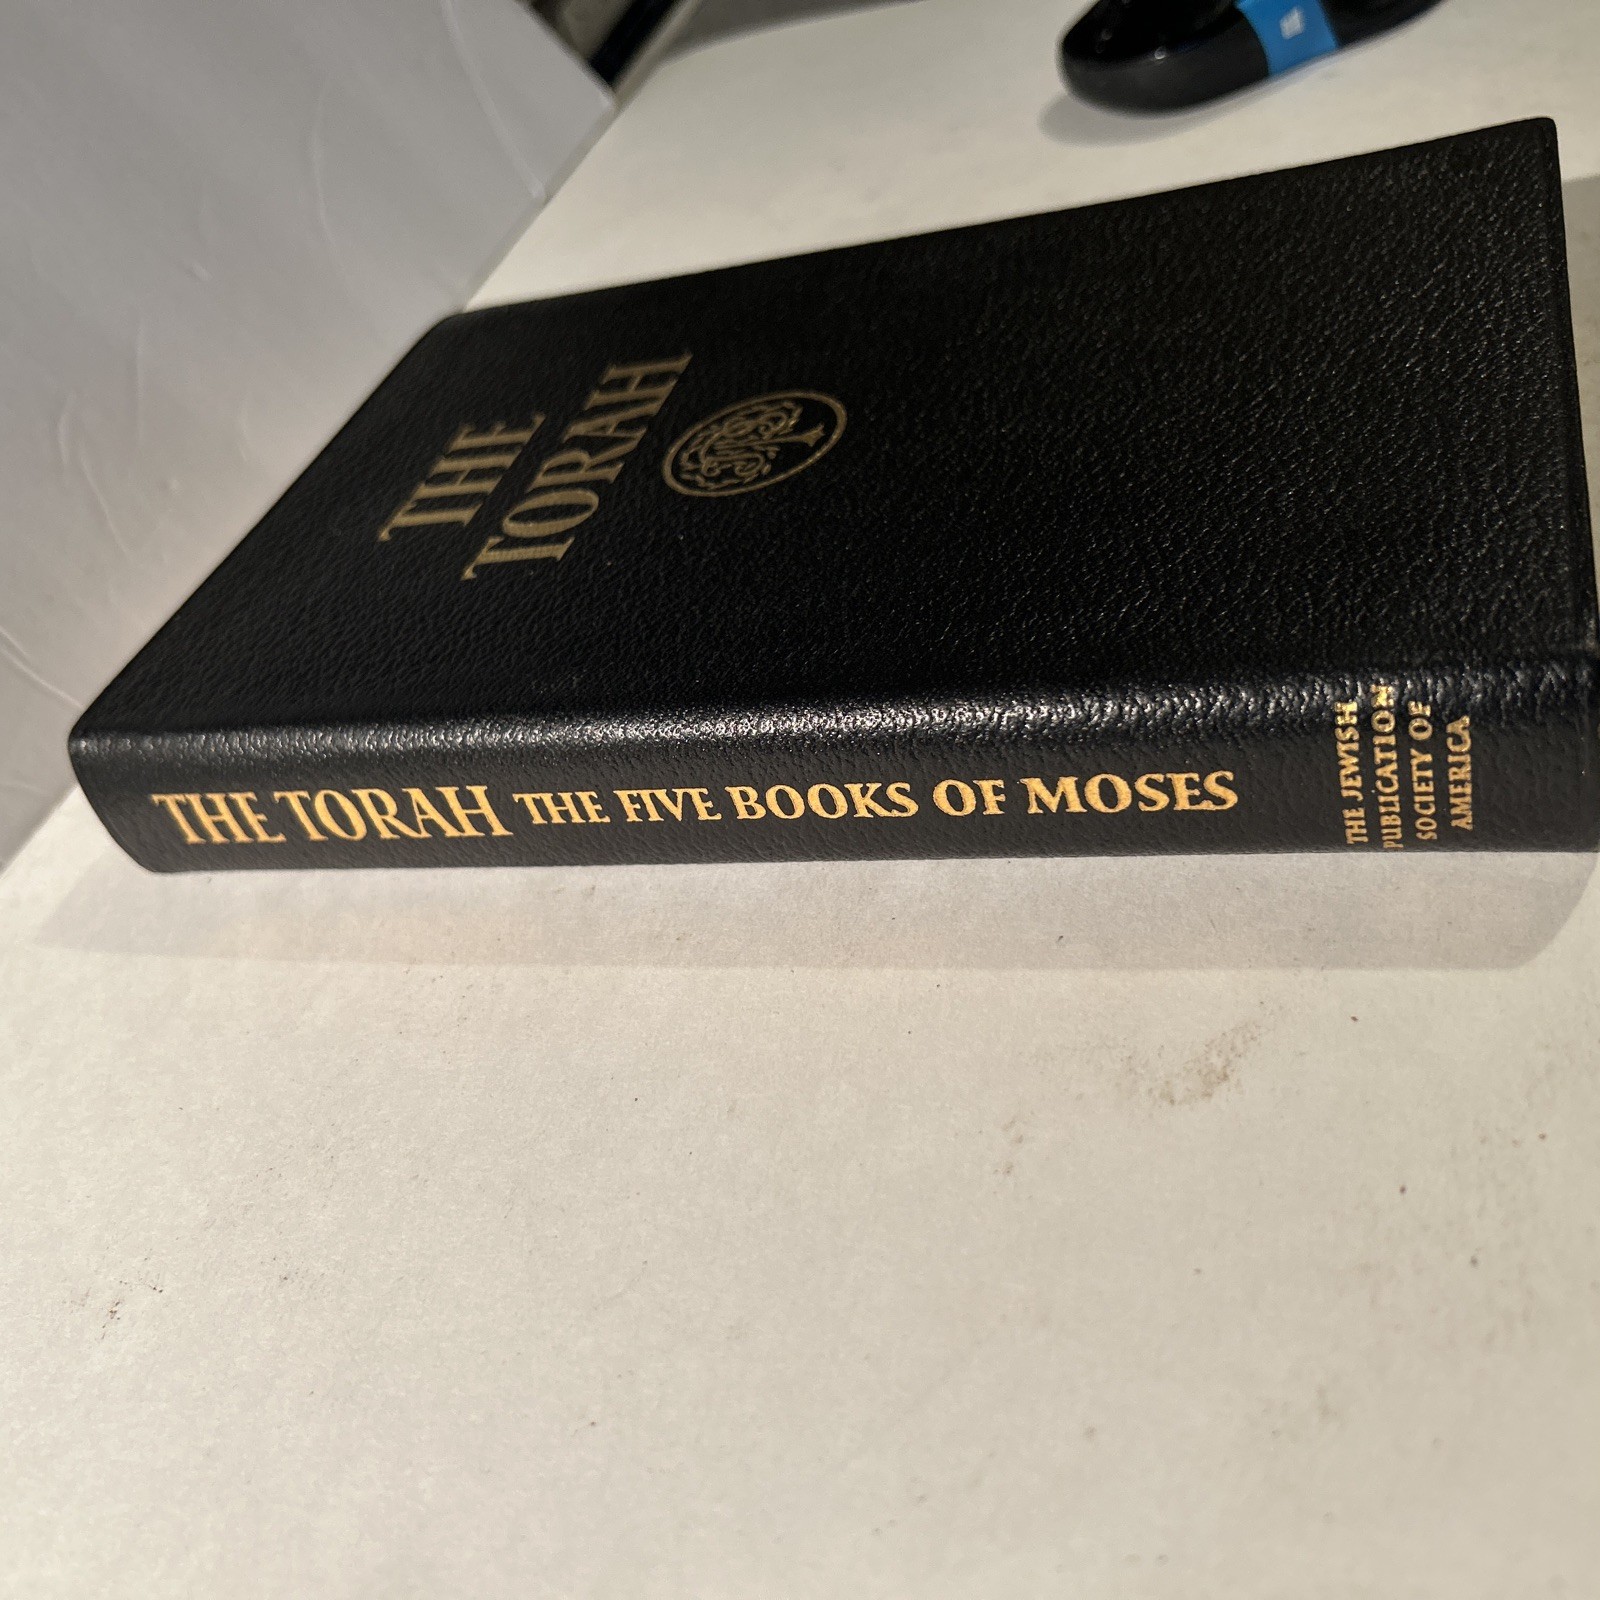 THE
TORAH
THE TORAH THE FIVE BOOKS OF MOSES
THE JEWISH
PUBLICATION
SOCIETY OF
AMERICA